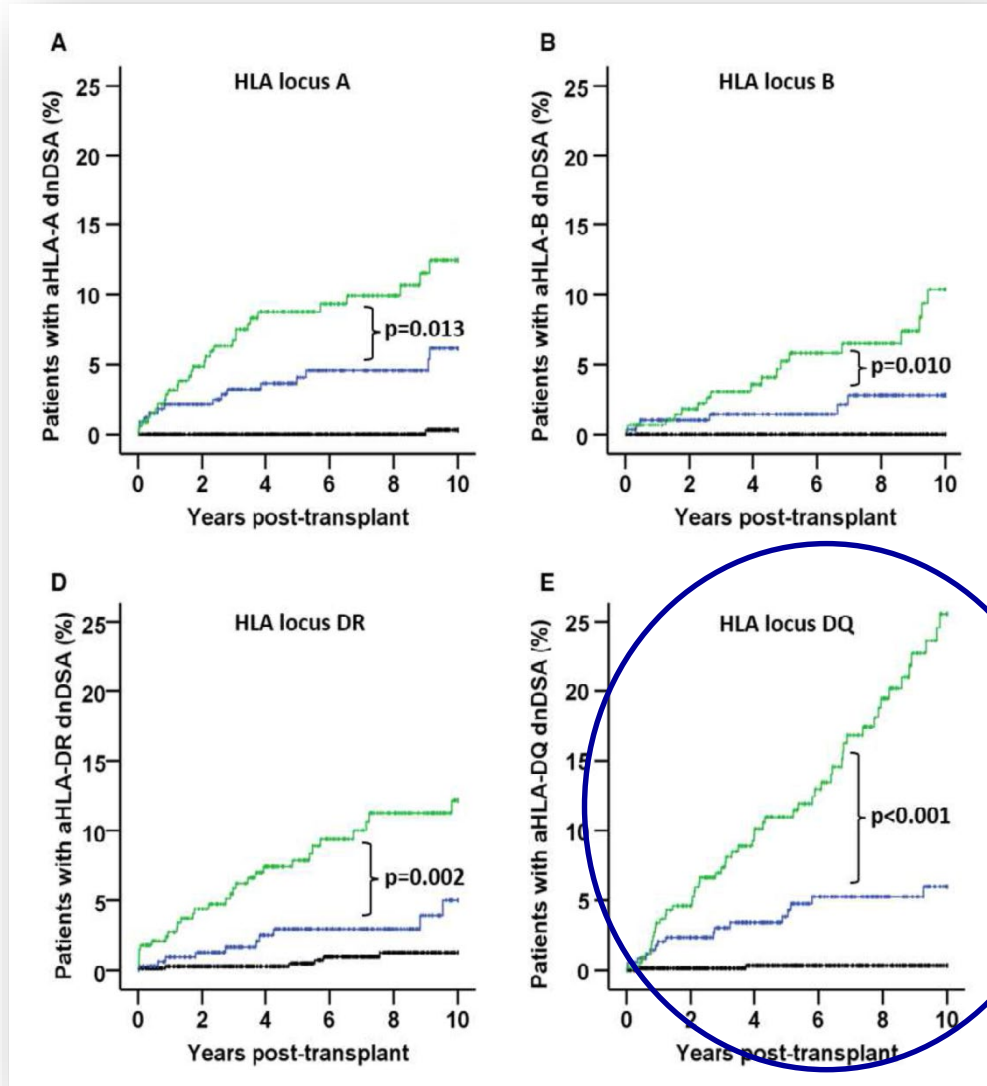 A
HLA locus A
Patients with aHLA-A dnDSA (%)
25
20
15
10
5
0
p=0.013
0 2 4 6 8 10
Years post-transplant
B
HLA locus B
Patients with aHLA-B dnDSA (%)
25
20
15
10
5
0
p=0.010
0 2 4 6 8 10
Years post-transplant
D
HLA locus DR
Patients with aHLA-DR dnDSA (%)
25
20
15
10
5
0
p=0.002
0 2 4 6 8 10
Years post-transplant
E
HLA locus DQ
Patients with aHLA-DQ dnDSA (%)
25
20
15
10
5
0
p<0.001
0 2 4 6 8 10
Years post-transplant